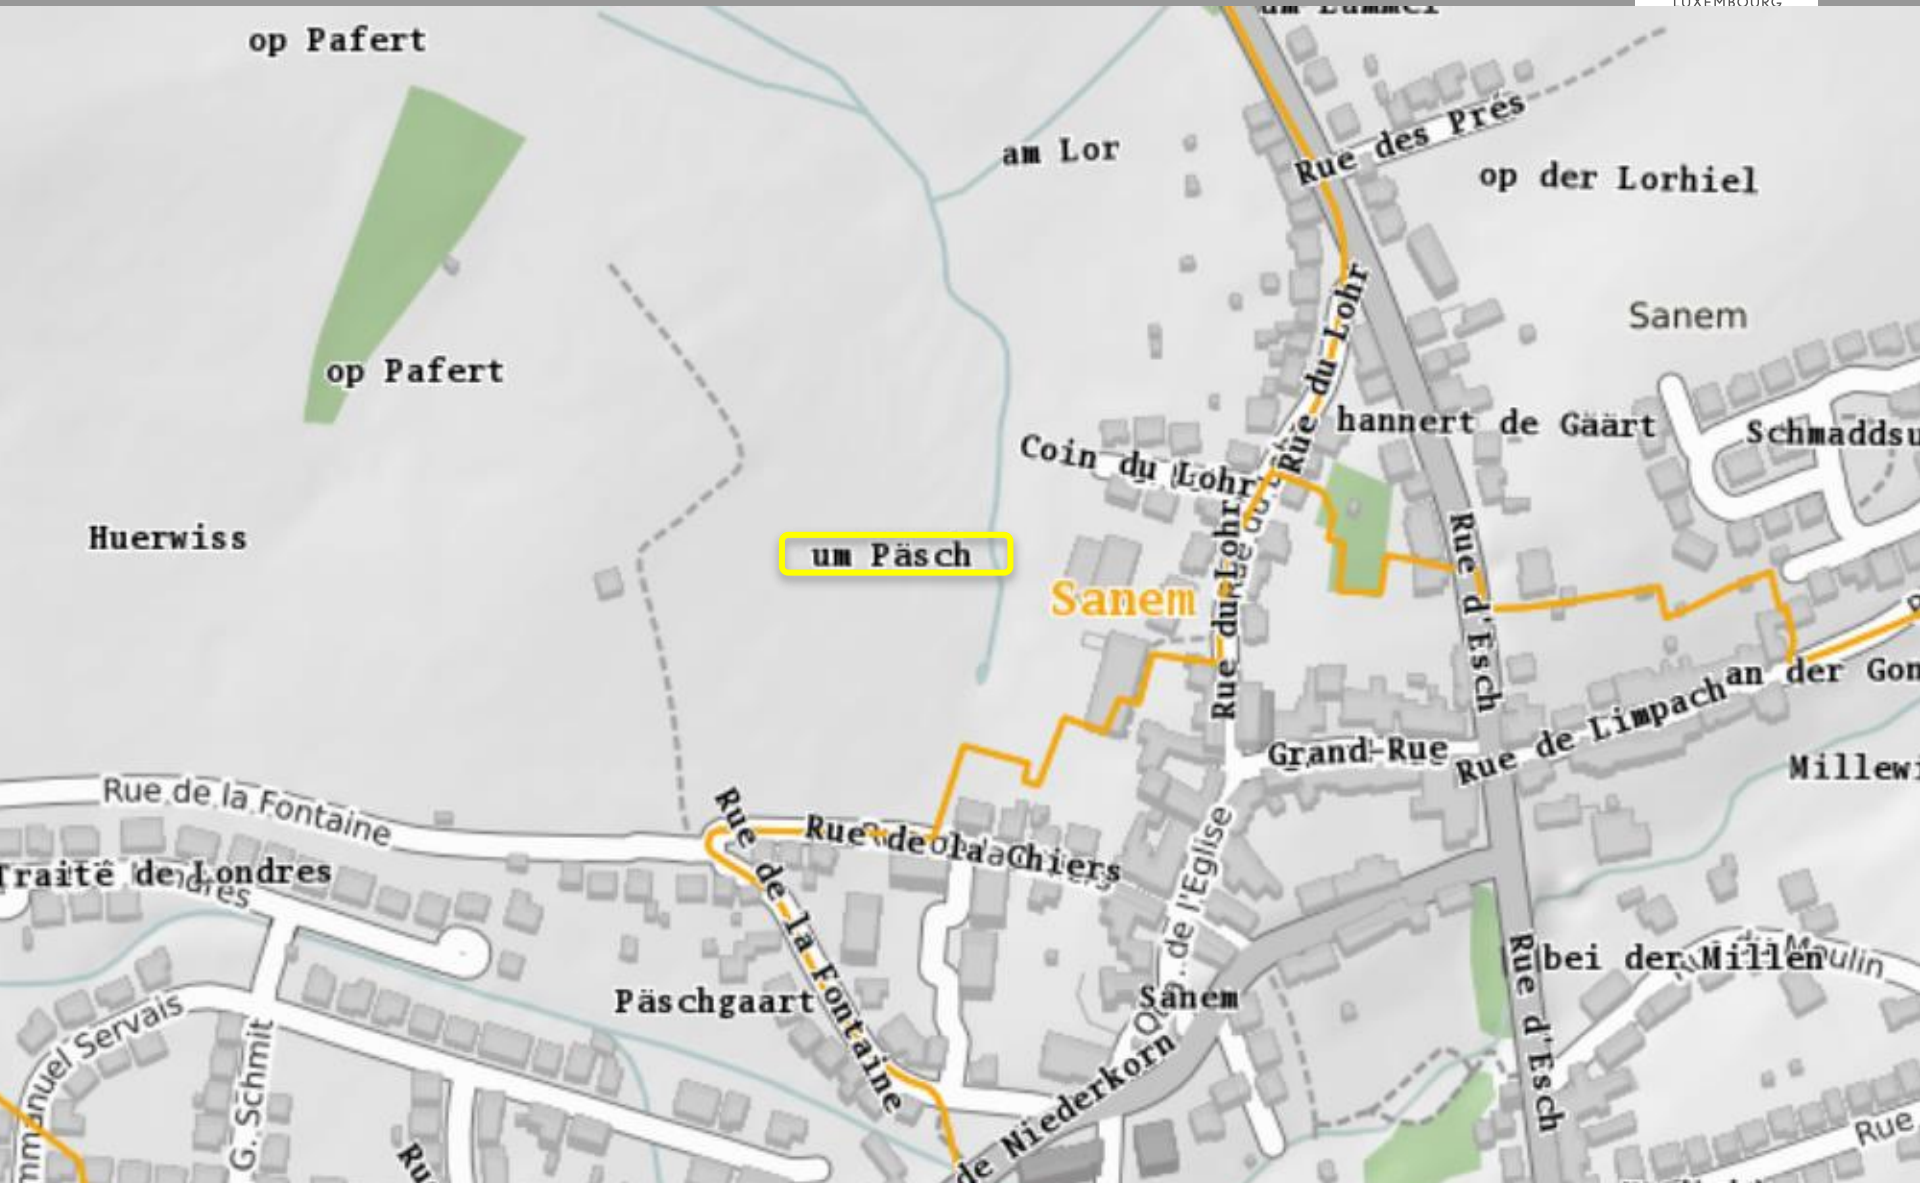 LUXEMBOURG
op Pafert
am Lor
Rue des Prés
op der Lorhiel
Sanem
Rue du Lohr
op Pafert
hannert de Gäärt
Coin du Lohr
Huerwiss
um Päsch
Sanem
Rue du Lohr
Rue d'Esch
an der
Rue de Limpach
Grand-Rue
Rue de la Fontaine
Rue de la Chiers
Traité de Londres
de l'Eglise
Rue de la Fontaine
bei der Millen
Päschgaart
Sanem
G. Schmit
Servais
de Niederkorn
Rue d'Esch
Rue